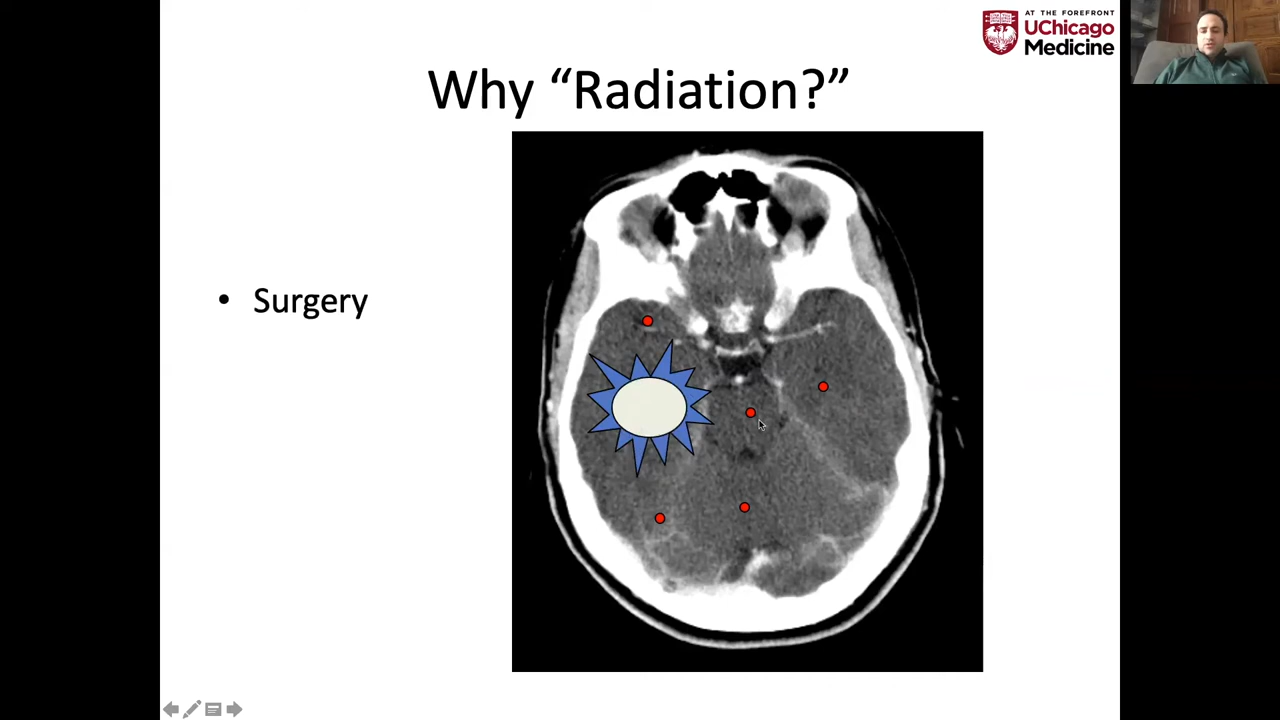 AT THE FOREFRONT
UChicago
Medicine
Why “Radiation?”
• Surgery